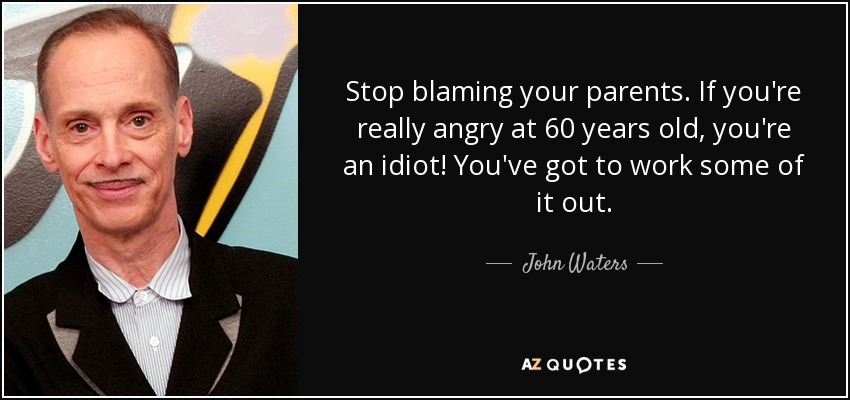 Stop blaming your parents. If you're
really angry at 60 years old, you're
an idiot! You've got to work some of
it out.
John Waters
AZ QUOTES